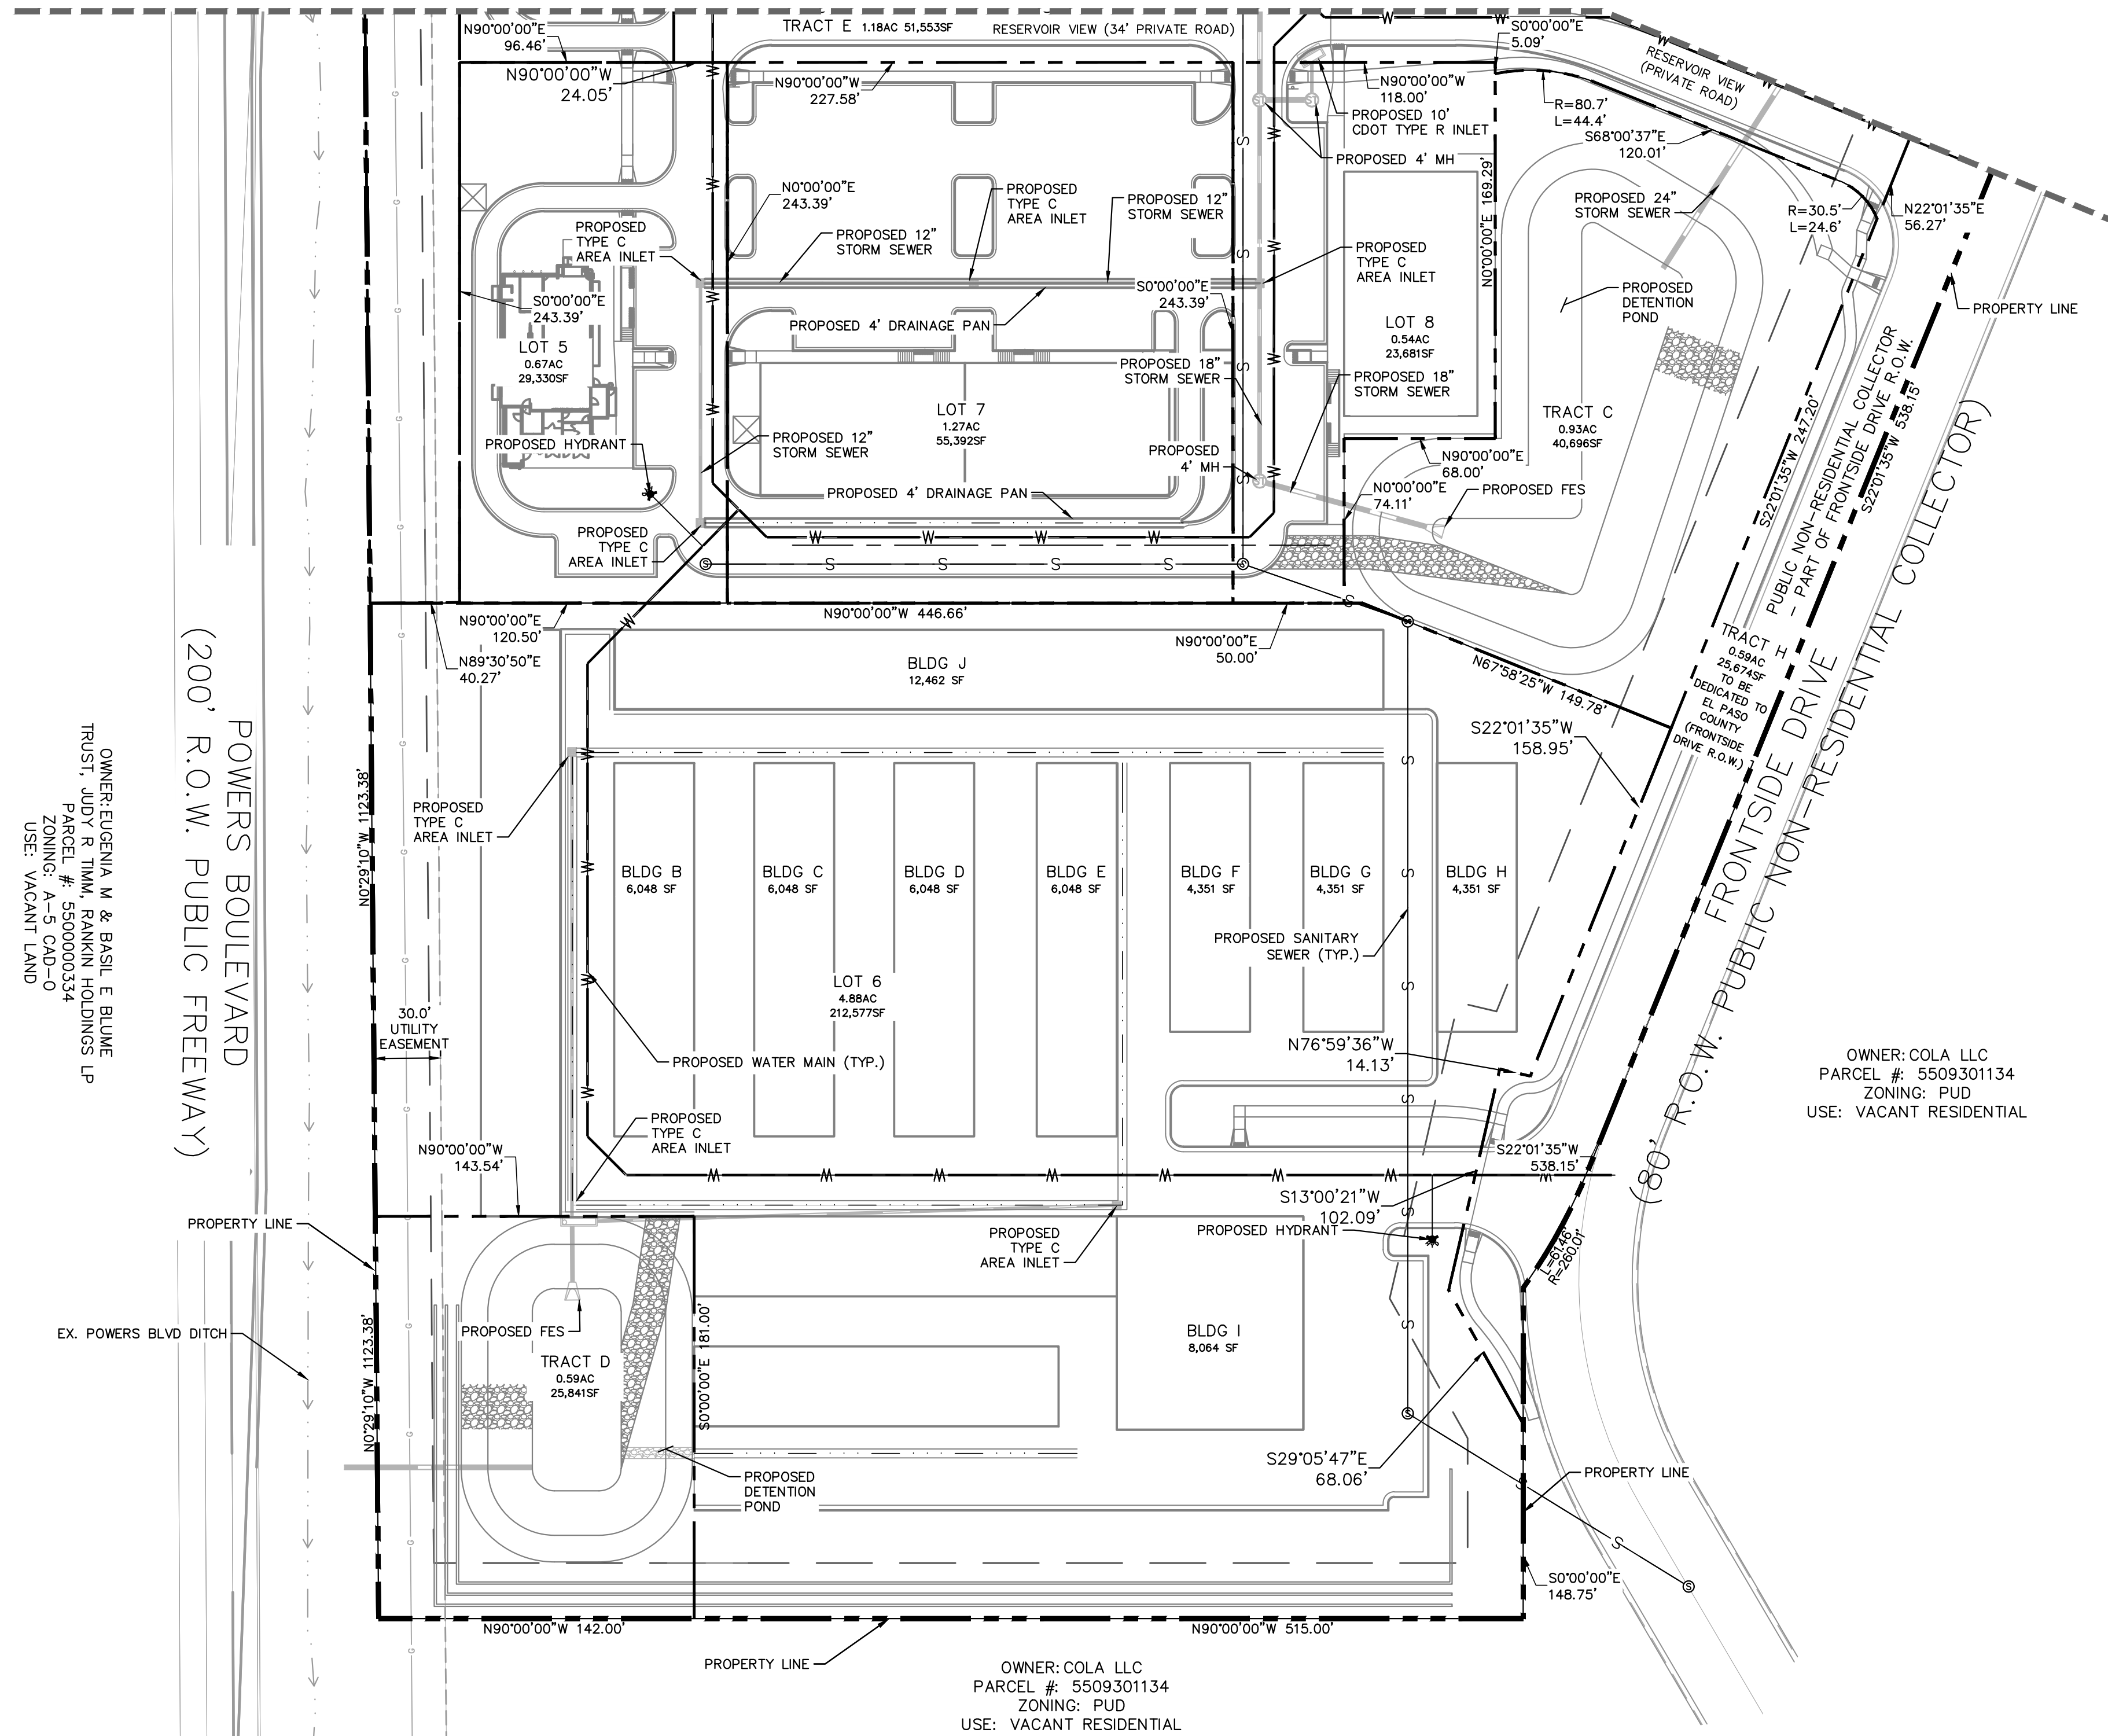 TRACT E 1.18AC 51,553SF
RESERVOIR VIEW (34' PRIVATE ROAD)
N90°00'00"E
96.46'
N90°00'00"W
24.05'
N90°00'00"W
227.58'
N90°00'00"W
118.00'
S0°00'00"E
5.09'
RESERVOIR VIEW
(PRIVATE ROAD)
R=80.7'
L=44.4'
S68°00'37"E
120.01'
PROPOSED 10'
CDOT TYPE R INLET
PROPOSED 4' MH
N0°00'00"E 169.29'
PROPOSED 24"
STORM SEWER
R=30.5'
L=24.6'
N22°01'35"E
56.27'
N0°00'00"E
243.39'
PROPOSED
TYPE C
AREA INLET
PROPOSED 12"
STORM SEWER
PROPOSED
TYPE C
AREA INLET
PROPOSED 12"
STORM SEWER
PROPOSED
TYPE C
AREA INLET
S0°00'00"E
243.39'
S0°00'00"E
243.39'
PROPOSED 4' DRAINAGE PAN
PROPOSED
DETENTION
POND
PROPERTY LINE
LOT 5
0.67AC
29,330SF
LOT 8
0.54AC
23,681SF
PROPOSED 18"
STORM SEWER
PROPOSED 18"
STORM SEWER
LOT 7
1.27AC
55,392SF
TRACT C
0.93AC
40,696SF
PROPOSED HYDRANT
PROPOSED 12"
STORM SEWER
PROPOSED
4' MH
N90°00'00"E
68.00'
N0°00'00"E
74.11'
PROPOSED FES
PROPOSED 4' DRAINAGE PAN
PROPOSED
TYPE C
AREA INLET
S22°01'35"W 247.20'
PUBLIC NON-RESIDENTIAL COLLECTOR
- PART OF FRONTSIDE DRIVE R.O.W.
S22°01'35"W 538.15'
N90°00'00"E
120.50'
N90°00'00"W 446.66'
N90°00'00"E
50.00'
N89°30'50"E
40.27'
N67°58'25"W 149.78'
TRACT H
0.59AC
25,674SF
TO BE
DEDICATED TO
EL PASO
COUNTY
(FRONTSIDE
DRIVE R.O.W.)
BLDG J
12,462 SF
S22°01'35"W
158.95'
FRONTSIDE DRIVE
(80' R.O.W. PUBLIC NON-RESIDENTIAL COLLECTOR)
POWERS BOULEVARD
(200' R.O.W. PUBLIC FREEWAY)
OWNER: EUGENIA M & BASIL E BLUME
TRUST, JUDY R TIMM, RANKIN HOLDINGS LP
PARCEL #: 5500000334
ZONING: A-5 CAD-O
USE: VACANT LAND
N0°29'10"W 1123.38'
PROPOSED
TYPE C
AREA INLET
BLDG B
6,048 SF
BLDG C
6,048 SF
BLDG D
6,048 SF
BLDG E
6,048 SF
BLDG F
4,351 SF
BLDG G
4,351 SF
BLDG H
4,351 SF
PROPOSED SANITARY
SEWER (TYP.)
LOT 6
4.88AC
212,577SF
30.0'
UTILITY
EASEMENT
PROPOSED WATER MAIN (TYP.)
N76°59'36"W
14.13'
OWNER: COLA LLC
PARCEL #: 5509301134
ZONING: PUD
USE: VACANT RESIDENTIAL
PROPOSED
TYPE C
AREA INLET
N90°00'00"W
143.54'
S22°01'35"W
538.15'
S13°00'21"W
102.09'
PROPERTY LINE
PROPOSED HYDRANT
PROPOSED
TYPE C
AREA INLET
L=61.46'
R=260.01'
EX. POWERS BLVD DITCH
PROPOSED FES
S0°00'00"E 181.00'
BLDG I
8,064 SF
TRACT D
0.59AC
25,841SF
N0°29'10"W 1123.38'
S29°05'47"E
68.06'
PROPOSED
DETENTION
POND
PROPERTY LINE
S0°00'00"E
148.75'
N90°00'00"W 142.00'
N90°00'00"W 515.00'
PROPERTY LINE
OWNER: COLA LLC
PARCEL #: 5509301134
ZONING: PUD
USE: VACANT RESIDENTIAL